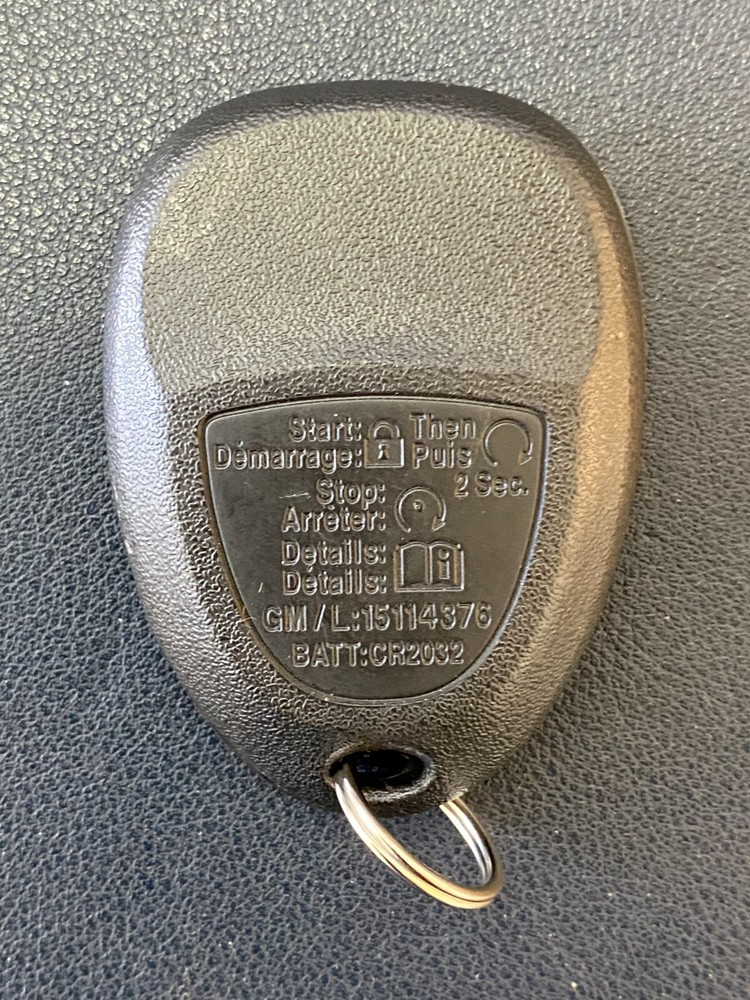 Start: Then
Démarrage: Puis
2 Sec.
Stop:
Arrêter:
Details:
Détails:
GM / L:15114376
BATT:CR2032